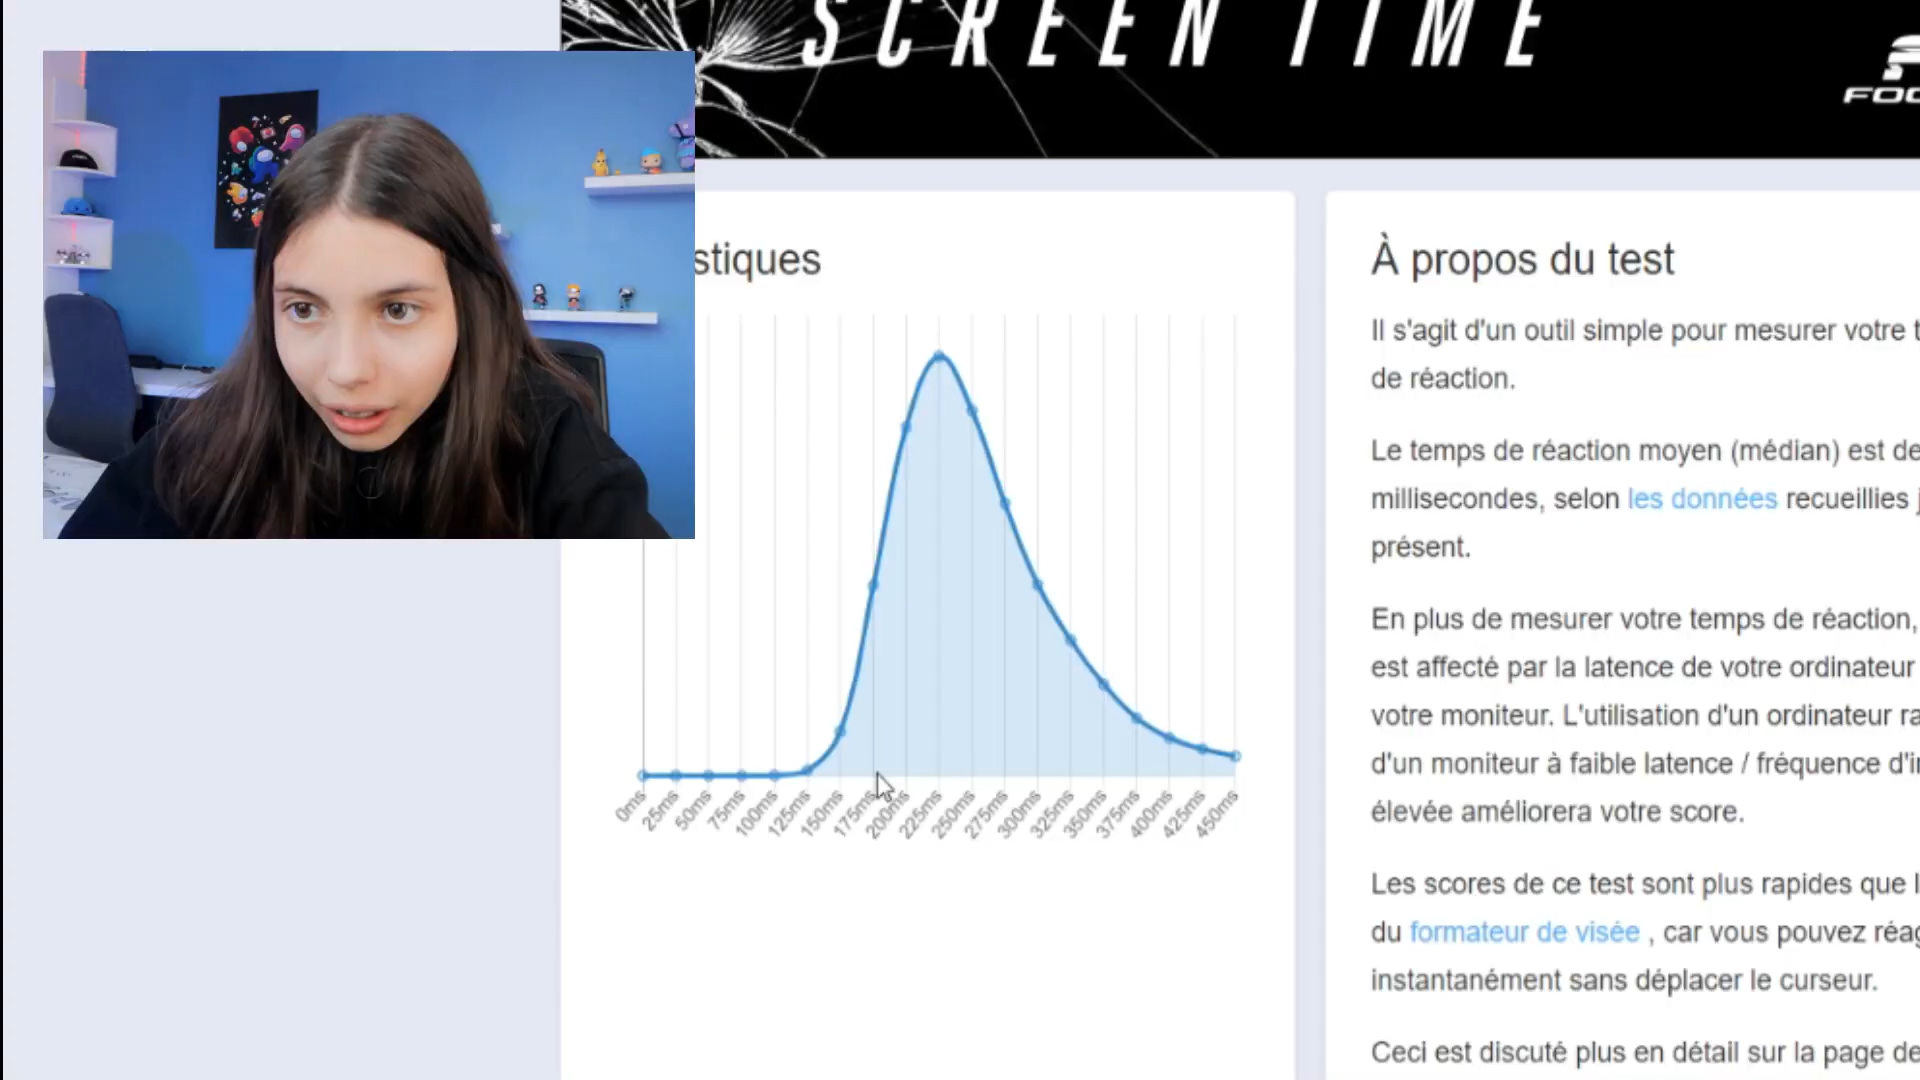 SCREEN TIME
stiques
À propos du test
Il s'agit d'un outil simple pour mesurer votre
de réaction.
Le temps de réaction moyen (médian) est de
millisecondes, selon les données recueillies
présent.
En plus de mesurer votre temps de réaction,
est affecté par la latence de votre ordinateur
votre moniteur. L'utilisation d'un ordinateur
d'un moniteur à faible latence / fréquence
élevée améliorera votre score.
Les scores de ce test sont plus rapides que
du formateur de visée , car vous pouvez
instantanément sans déplacer le curseur.
Ceci est discuté plus en détail sur la page de
0ms
25ms
50ms
75ms
100ms
125ms
150ms
175ms
200ms
225ms
250ms
275ms
300ms
325ms
350ms
375ms
400ms
425ms
450ms